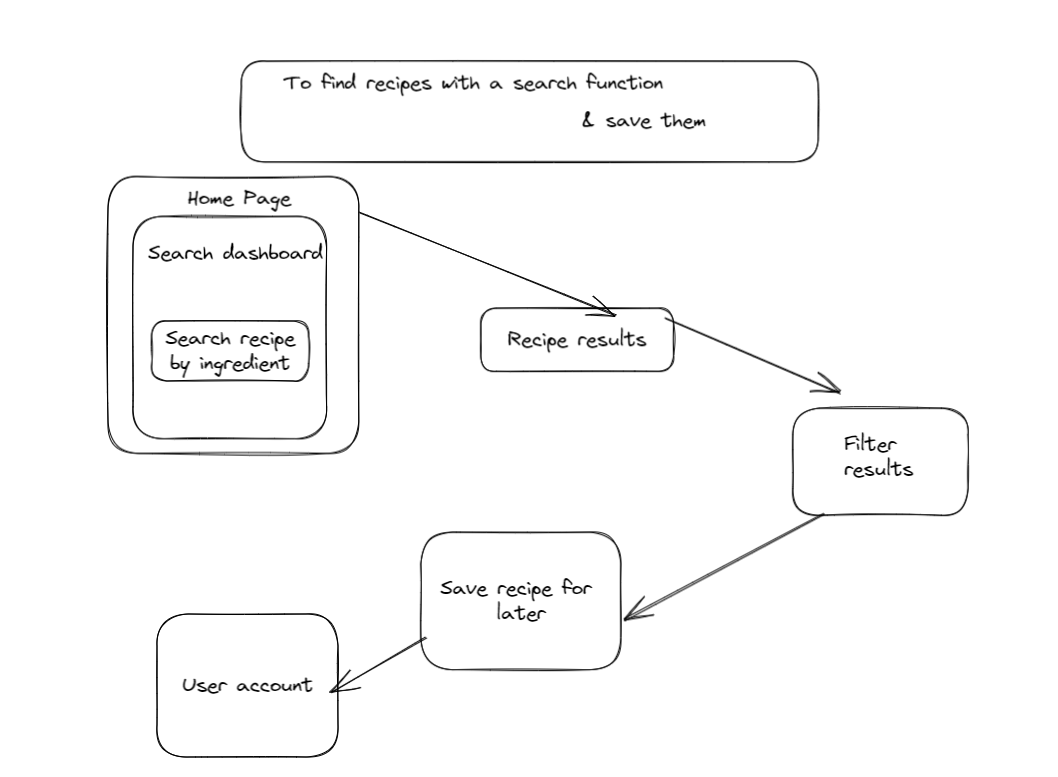 To find recipes with a search function
& save them
Home Page
Search dashboard
Search recipe
by ingredient
Recipe results
Filter
results
Save recipe for
later
User account